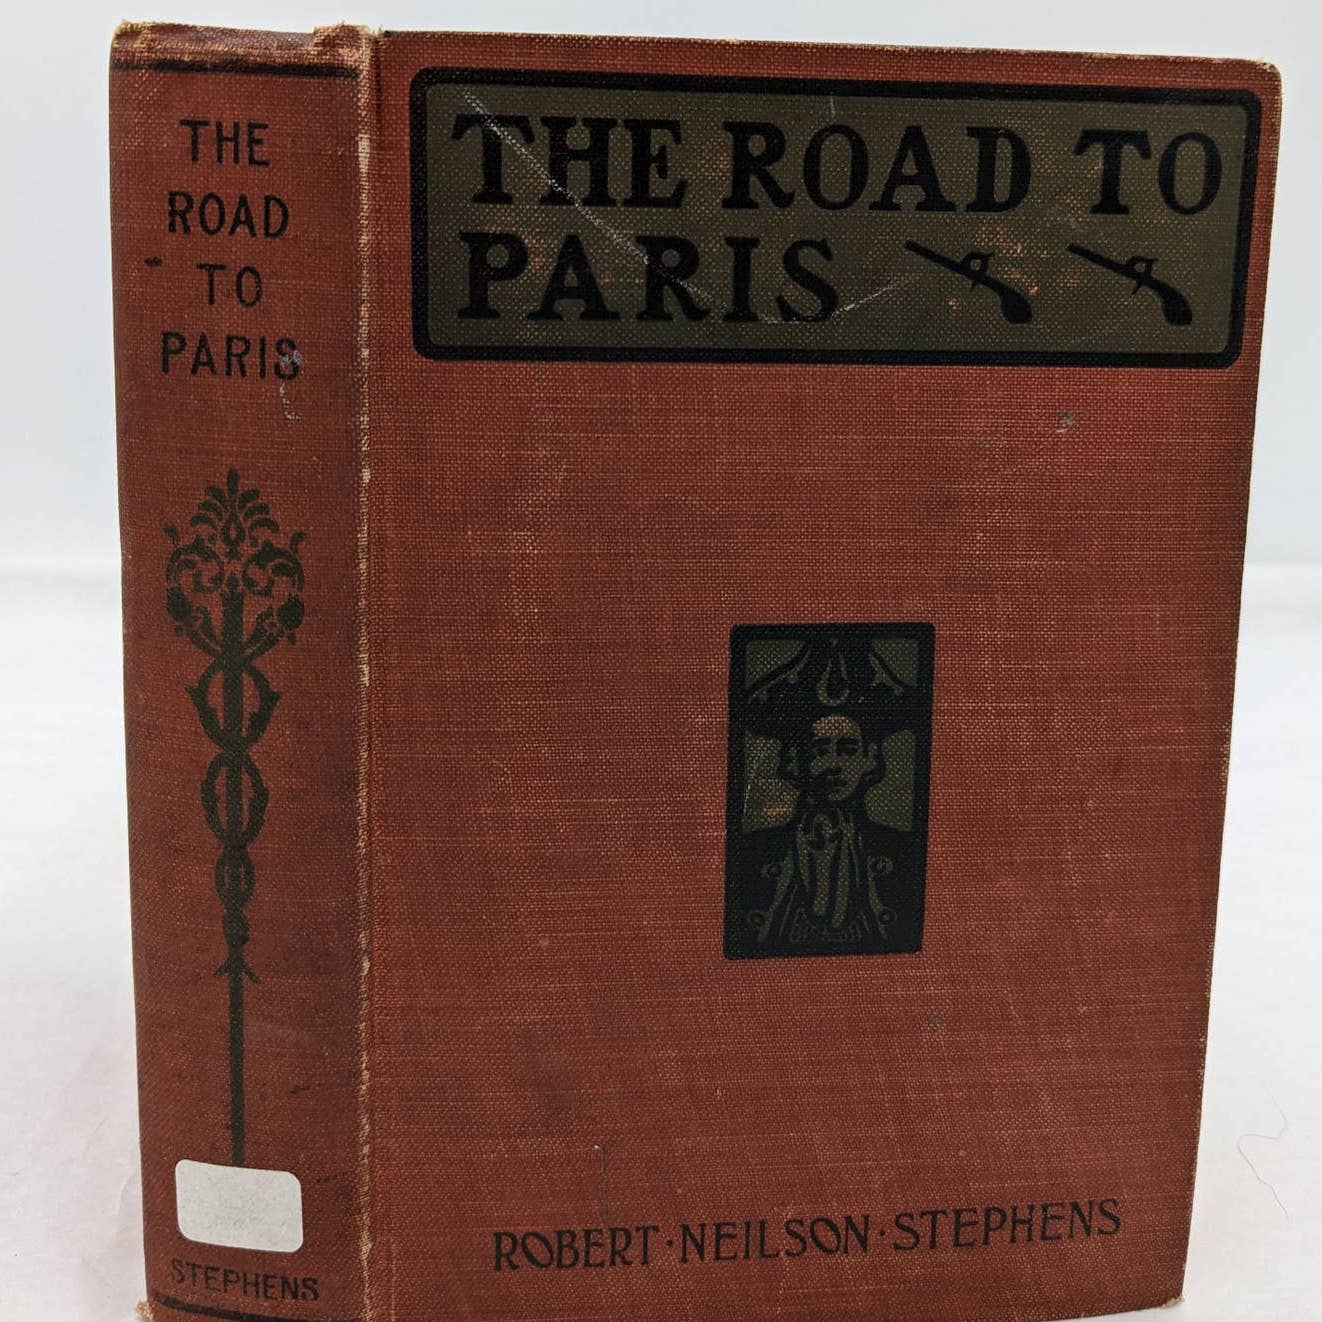 THE
ROAD
TO
PARIS
STEPHENS
THE ROAD TO
PARIS
ROBERT·NEILSON·STEPHENS